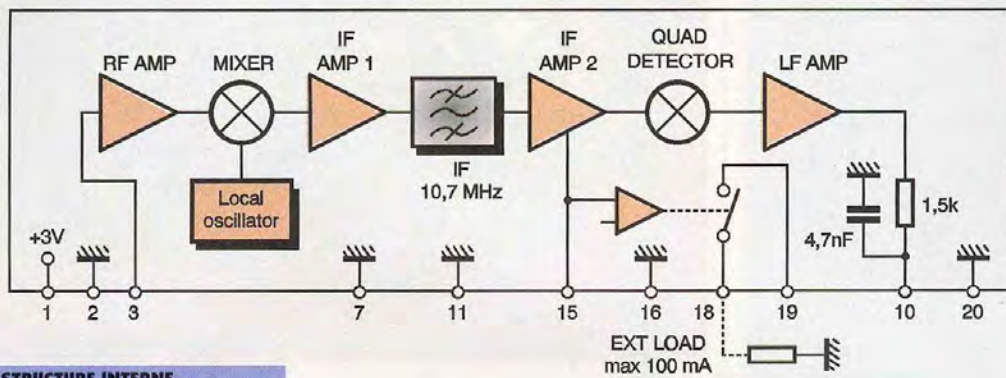 RF AMP
MIXER
IF
AMP 1
IF
AMP 2
QUAD
DETECTOR
LF AMP
Local
oscillator
IF
10,7 MHz
1,5k
4,7nF
+3V
1
2
3
7
11
15
16
18
19
10
20
EXT LOAD
max 100 mA
STRUCTURE INTERNE